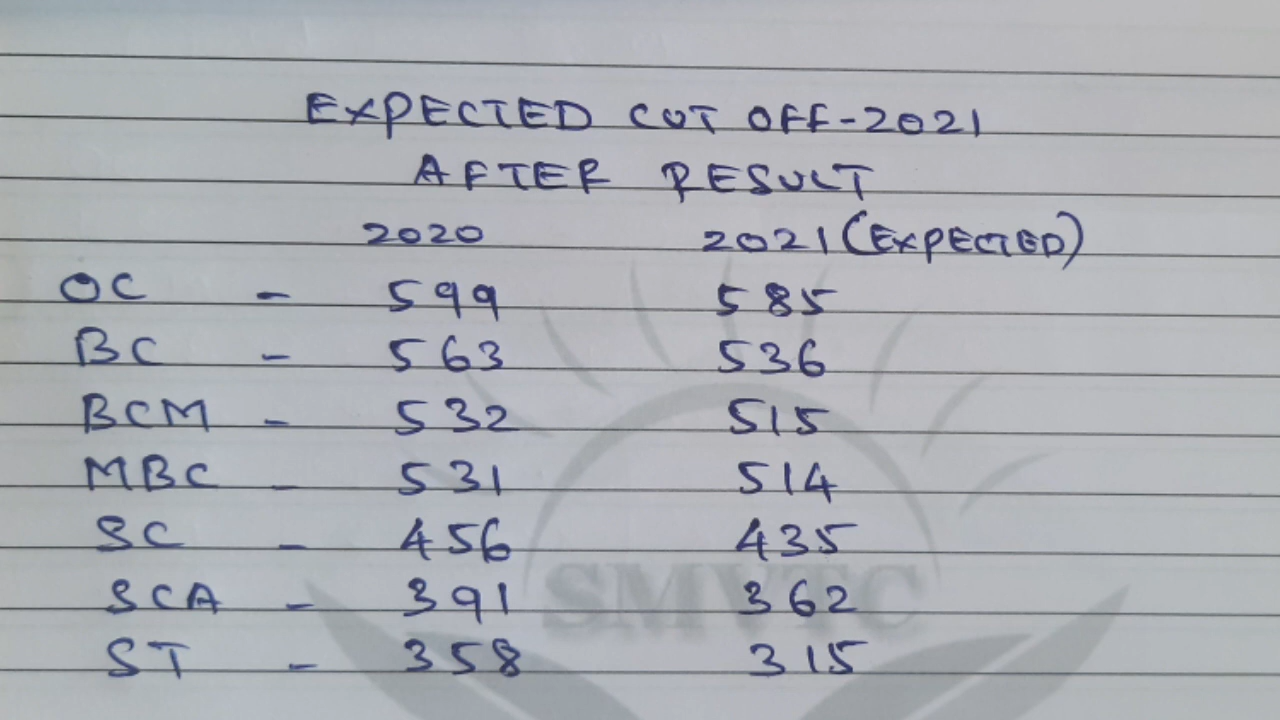 EXPECTED CUT OFF-2021
AFTER RESULT
2020 2021 (EXPECTED)
OC - 599 585
BC - 563 536
BCM - 532 515
MBC - 531 514
SC - 456 435
SCA - 391 362
ST - 358 315
SMVTC